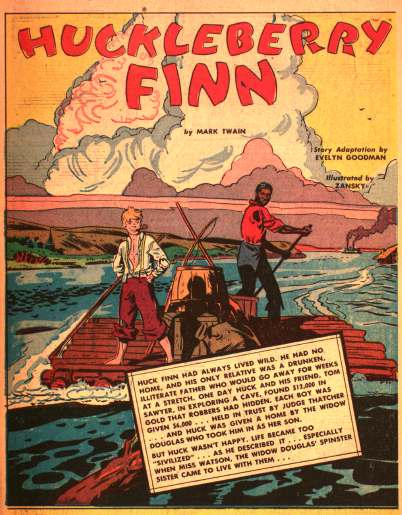 HUCKLEBERRY
FINN
by MARK TWAIN
Story Adaptation by
EVELYN GOODMAN
Illustrated by
ZANSKY
HUCK FINN HAD ALWAYS LIVED WILD. HE HAD NO
HOME, AND HIS ONLY RELATIVE WAS A DRUNKEN,
ILLITERATE FATHER WHO WOULD GO AWAY FOR WEEKS
AT A STRETCH. ONE DAY HUCK AND HIS FRIEND, TOM
SAWYER, IN EXPLORING A CAVE, FOUND $12,000 IN
GOLD THAT ROBBERS HAD HIDDEN. EACH BOY WAS
GIVEN $6,000 . . . HELD IN TRUST BY JUDGE THATCHER
. . . AND HUCK WAS GIVEN A HOME BY THE WIDOW
DOUGLAS WHO TOOK HIM IN AS HER SON.
BUT HUCK WASN'T HAPPY. LIFE BECAME TOO
"SIVILIZED" . . . AS HE DESCRIBED IT . . . ESPECIALLY
WHEN MISS WATSON, THE WIDOW DOUGLAS' SPINSTER
SISTER CAME TO LIVE WITH THEM . . .